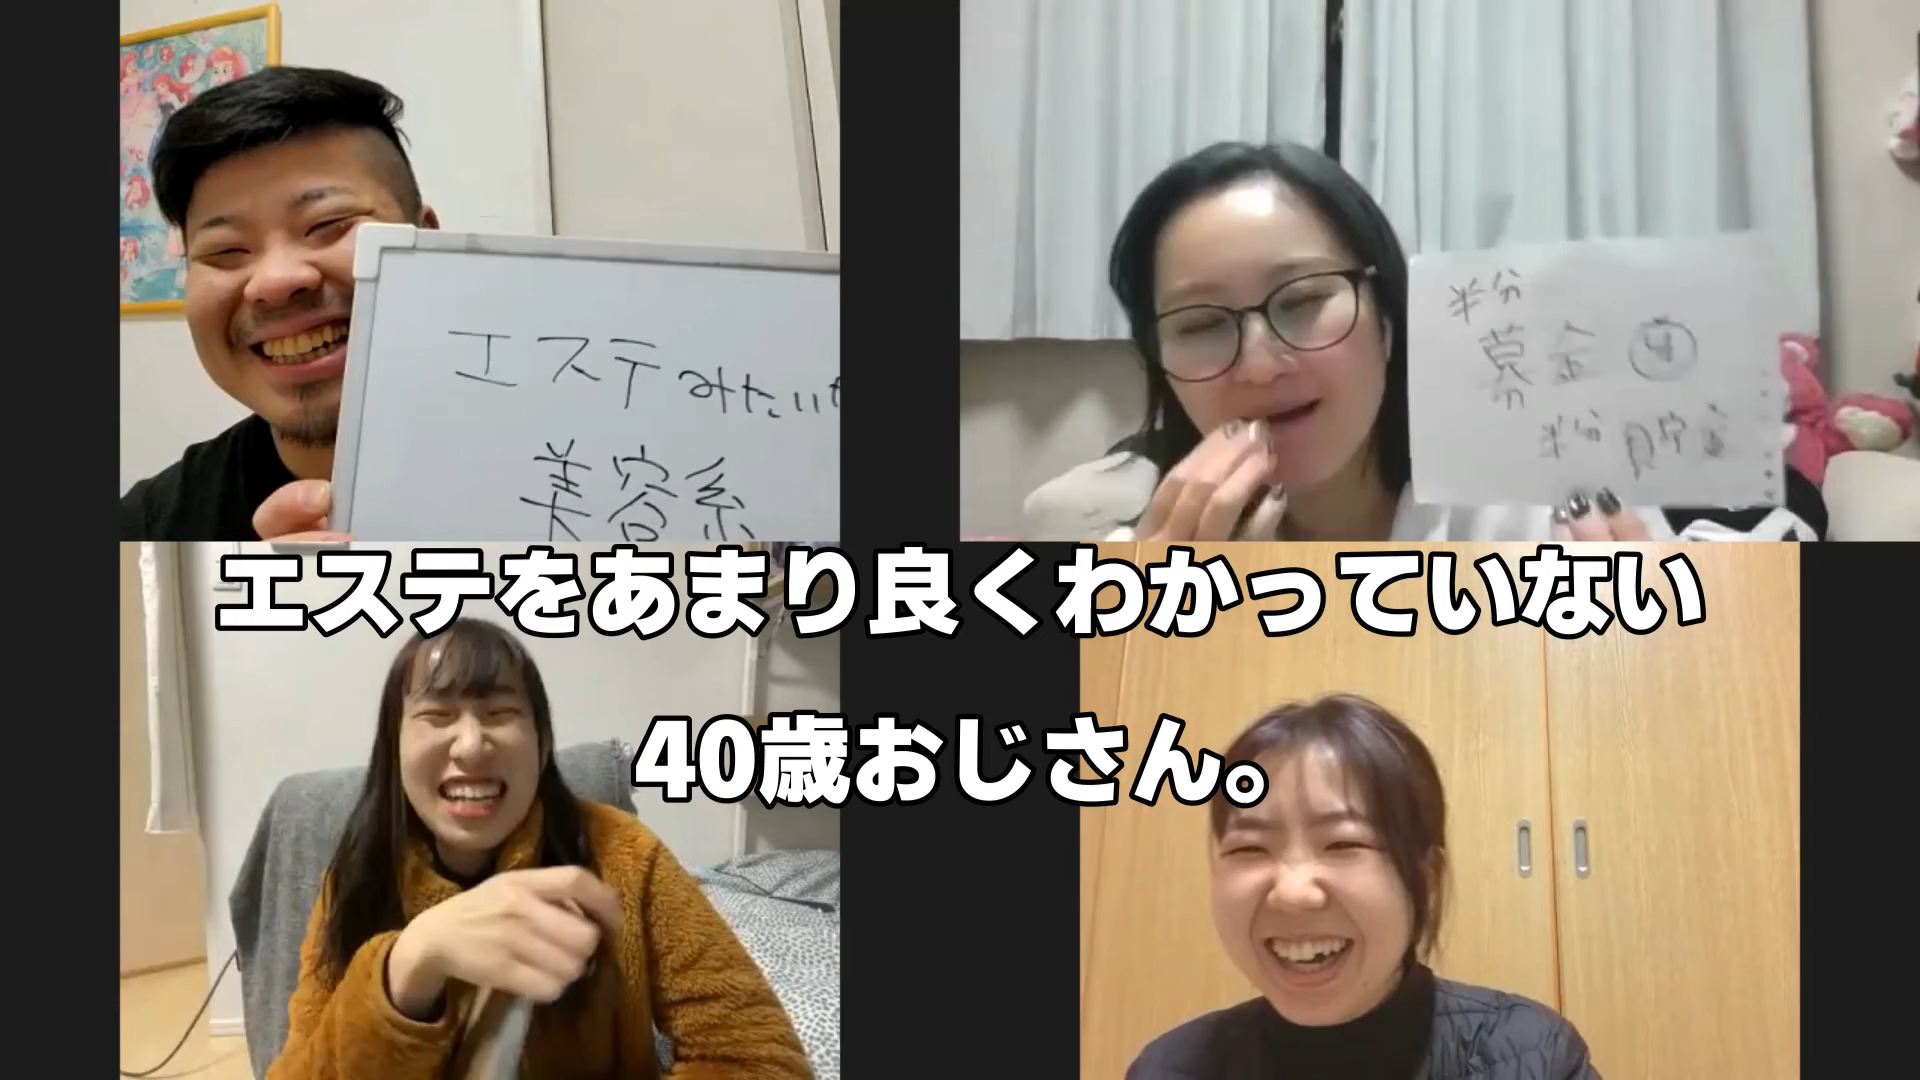 エステみたいな
美容系
半分
募金
半分 貯金
エステをあまり良くわかっていない
40歳おじさん。